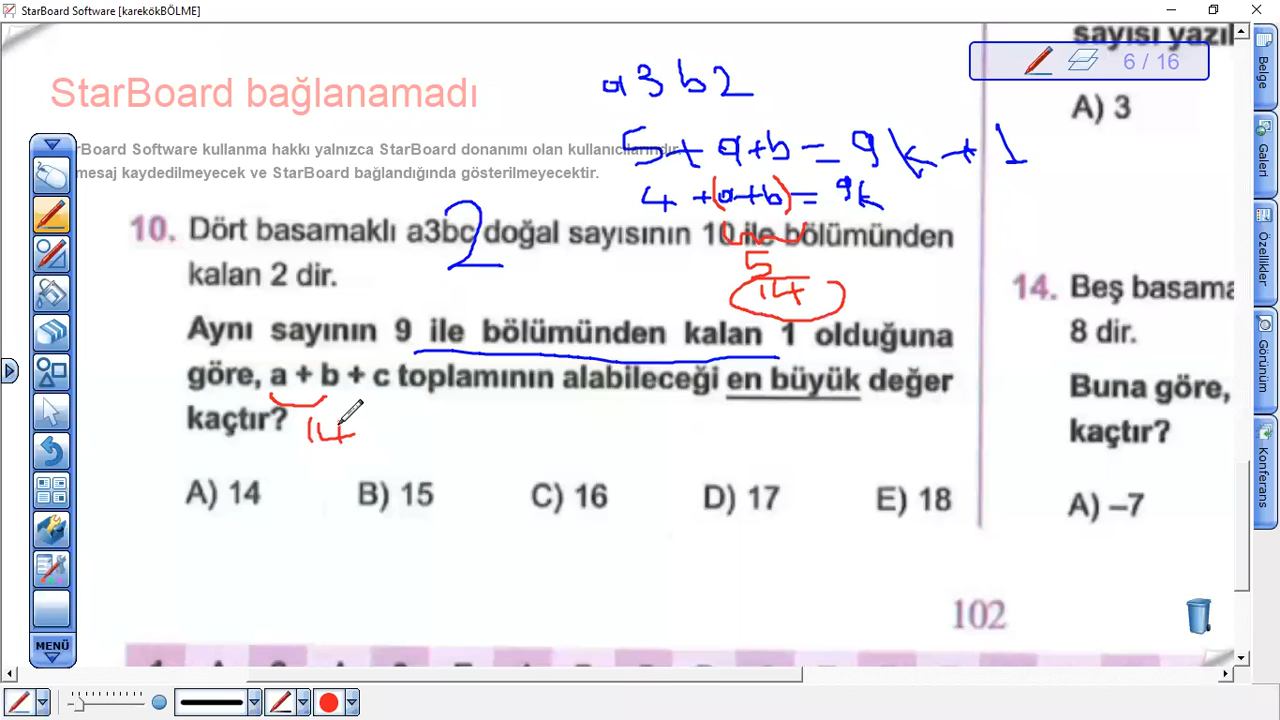 StarBoard Software [karekökBÖLME]
sayısı yazıl
6 / 16
a3b2
StarBoard bağlanamadı
A) 3
5+a+b=9k+1
rBoard Software kullanma hakkı yalnızca StarBoard donanımı olan kullanıcılarındır.
mesaj kaydedilmeyecek ve StarBoard bağlandığında gösterilmeyecektir.
4+(a+b)=9k
2
10. Dört basamaklı a3bc doğal sayısının 10 ile bölümünden
kalan 2 dir.
5
14
Aynı sayının 9 ile bölümünden kalan 1 olduğuna
göre, a + b + c toplamının alabileceği en büyük değer
kaçtır?
14
A) 14 B) 15 C) 16 D) 17 E) 18
102
14. Beş basama
8 dir.
Buna göre,
kaçtır?
A) –7
MENÜ
Belge
Galeri
Özellikler
Görünüm
Konferans